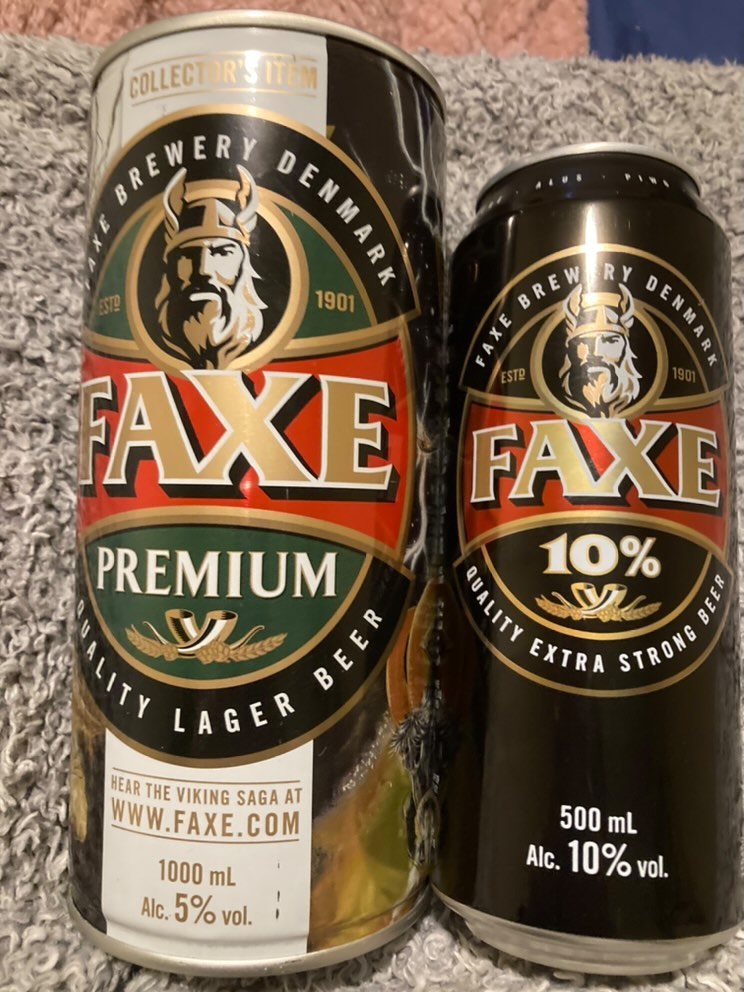 COLLECTOR'S ITEM
FAXE BREWERY DENMARK
ESTD 1901
FAXE
PREMIUM
QUALITY LAGER BEER
HEAR THE VIKING SAGA AT
WWW.FAXE.COM
1000 mL
Alc. 5% vol.
FAXE BREWERY DENMARK
ESTD 1901
FAXE
10%
QUALITY EXTRA STRONG BEER
500 mL
Alc. 10% vol.